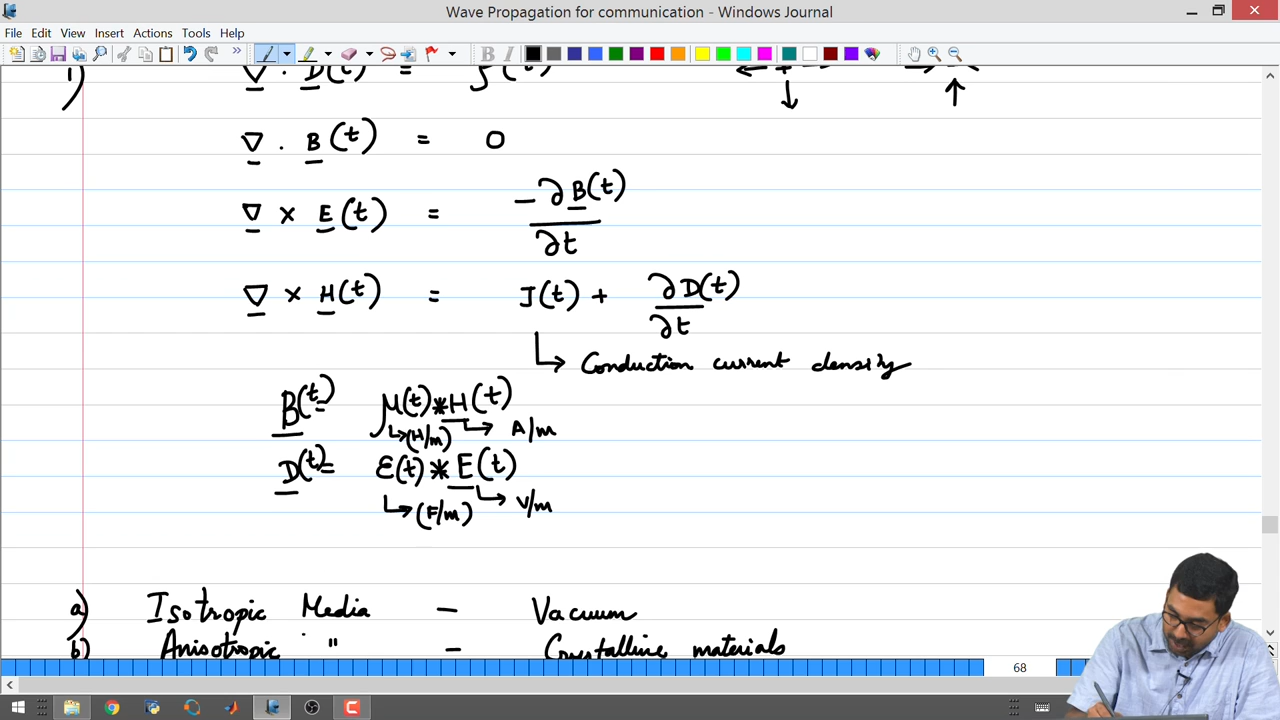 Wave Propagation for communication - Windows Journal
File Edit View Insert Actions Tools Help
1) ∇ . D(t) = ρ(t)
∇ . B(t) = 0
∇ × E(t) = -∂B(t)/∂t
∇ × H(t) = J(t) + ∂D(t)/∂t
↳ Conduction current density
B(t) = μ(t)*H(t)
↳(H/m) ↳ A/m
D(t) = ε(t)*E(t)
↳(F/m) ↳ V/m
a) Isotropic Media - Vacuum
b) Anisotropic " - Crystalline materials
68